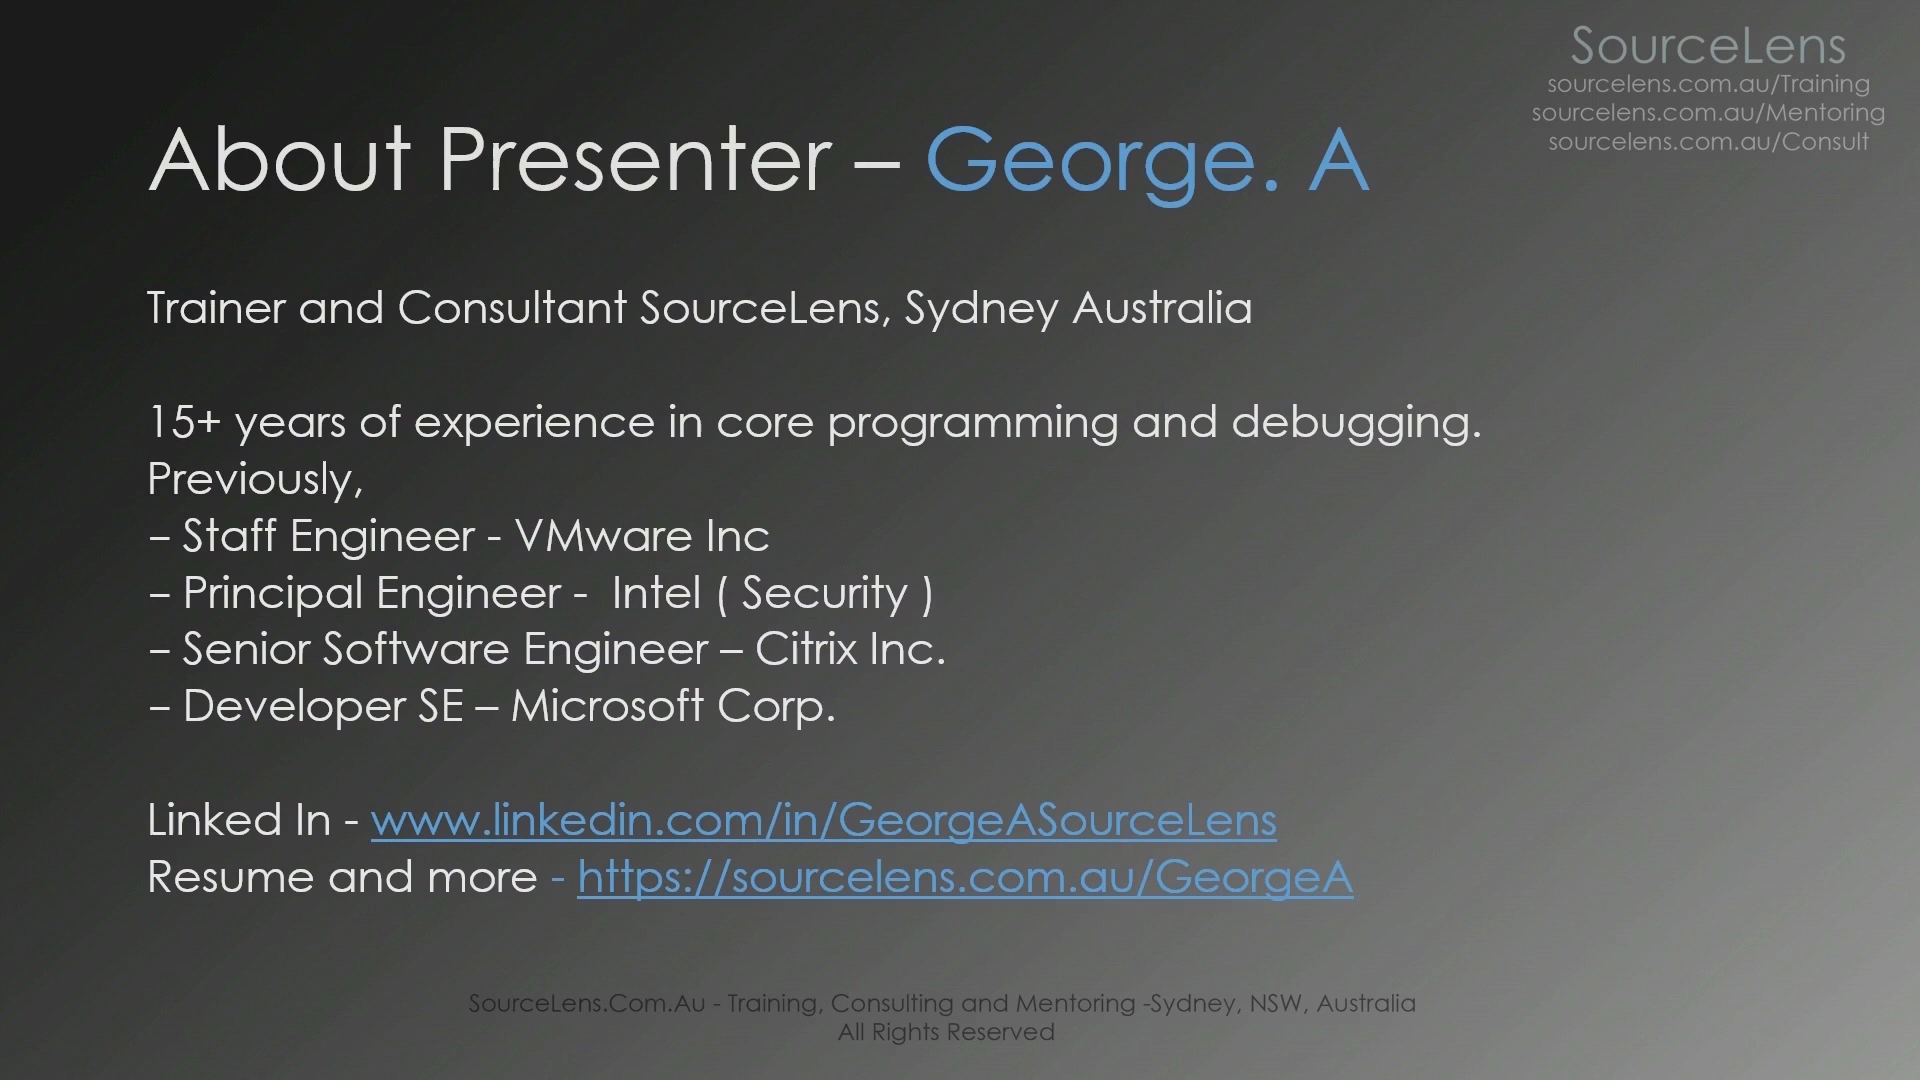 SourceLens
sourcelens.com.au/Training
sourcelens.com.au/Mentoring
sourcelens.com.au/Consult
About Presenter – George. A
Trainer and Consultant SourceLens, Sydney Australia
15+ years of experience in core programming and debugging.
Previously,
– Staff Engineer - VMware Inc
– Principal Engineer -  Intel ( Security )
– Senior Software Engineer – Citrix Inc.
– Developer SE – Microsoft Corp.
Linked In - www.linkedin.com/in/GeorgeASourceLens
Resume and more - https://sourcelens.com.au/GeorgeA
SourceLens.Com.Au - Training, Consulting and Mentoring -Sydney, NSW, Australia
All Rights Reserved